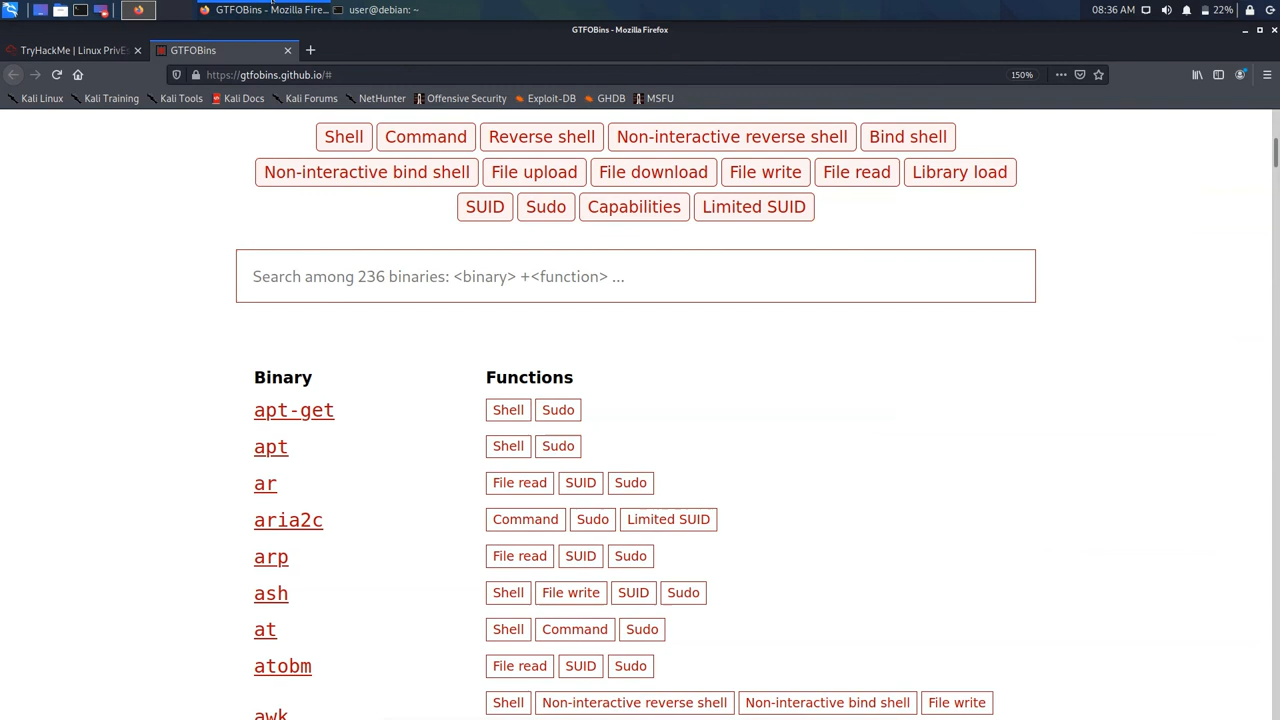 GTFOBins - Mozilla Fire... user@debian: ~ 08:36 AM 22%
GTFOBins - Mozilla Firefox
TryHackMe | Linux PrivEs GTFOBins
https://gtfobins.github.io/# 150%
Kali Linux Kali Training Kali Tools Kali Docs Kali Forums NetHunter Offensive Security Exploit-DB GHDB MSFU
Shell Command Reverse shell Non-interactive reverse shell Bind shell
Non-interactive bind shell File upload File download File write File read Library load
SUID Sudo Capabilities Limited SUID
Search among 236 binaries: <binary> +<function> ...
Binary Functions
apt-get Shell Sudo
apt Shell Sudo
ar File read SUID Sudo
aria2c Command Sudo Limited SUID
arp File read SUID Sudo
ash Shell File write SUID Sudo
at Shell Command Sudo
atobm File read SUID Sudo
awk Shell Non-interactive reverse shell Non-interactive bind shell File write